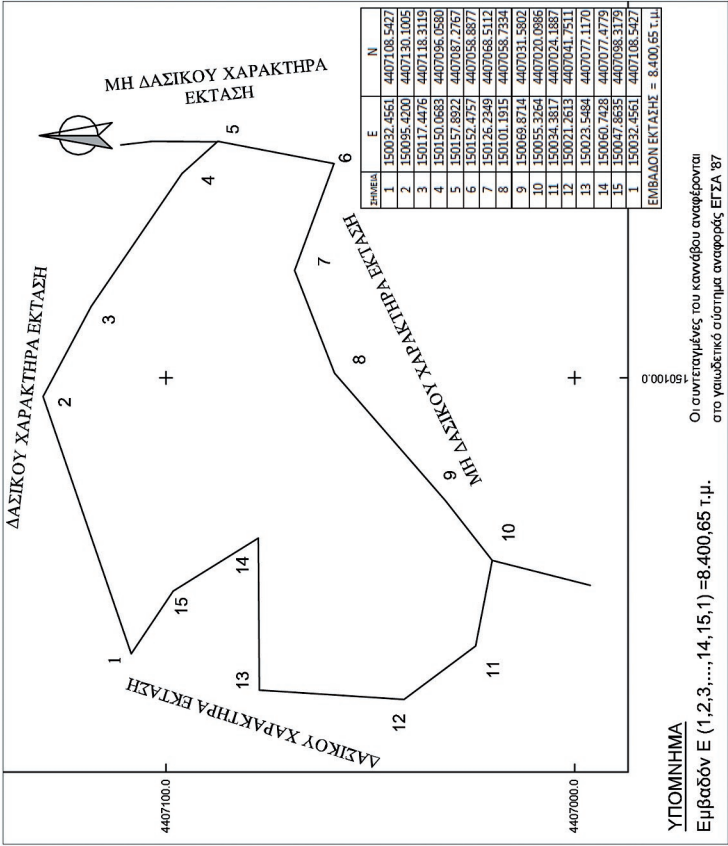 ΔΑΣΙΚΟΥ ΧΑΡΑΚΤΗΡΑ ΕΚΤΑΣΗ
ΜΗ ΔΑΣΙΚΟΥ ΧΑΡΑΚΤΗΡΑ
ΕΚΤΑΣΗ
ΜΗ ΔΑΣΙΚΟΥ ΧΑΡΑΚΤΗΡΑ ΕΚΤΑΣΗ
ΔΑΣΙΚΟΥ ΧΑΡΑΚΤΗΡΑ ΕΚΤΑΣΗ
1
2
3
4
5
6
7
8
9
10
11
12
13
14
15
4407100.0
4407000.0
150100.0
ΣΗΜΕΙΑ E N
1 150032.4561 4407108.5427
2 150095.4200 4407130.1005
3 150117.4476 4407118.3119
4 150150.0683 4407096.0580
5 150157.8922 4407087.2767
6 150152.4757 4407058.8877
7 150126.2349 4407068.5112
8 150101.1915 4407058.7334
9 150069.8714 4407031.5802
10 150055.3264 4407020.0986
11 150034.3817 4407024.1887
12 150021.2613 4407041.7511
13 150023.5484 4407077.1170
14 150060.7428 4407077.4779
15 150047.8635 4407098.3179
1 150032.4561 4407108.5427
ΕΜΒΑΔΟΝ ΕΚΤΑΣΗΣ = 8.400,65 τ.μ.
ΥΠΟΜΝΗΜΑ
Εμβαδόν Ε (1,2,3,...,14,15,1) =8.400,65 τ.μ.
Οι συντεταγμένες του καννάβου αναφέρονται
στο γαιωδετικό σύστημα αναφοράς ΕΓΣΑ '87